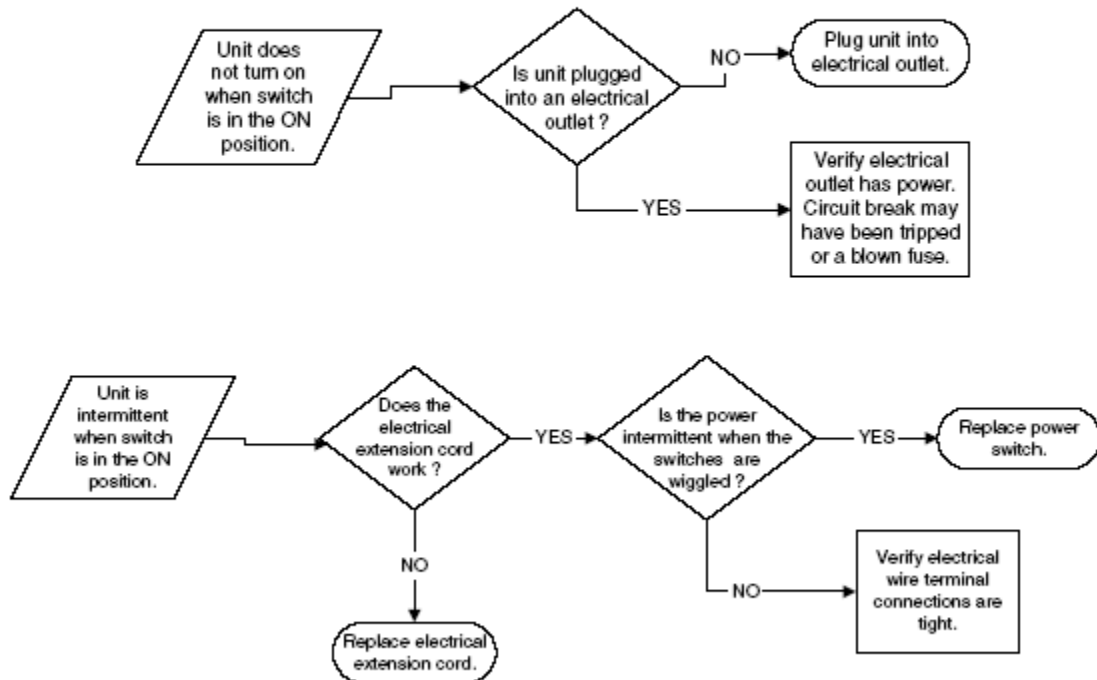 Unit does
not turn on
when switch
is in the ON
position.
Is unit plugged
into an electrical
outlet ?
NO
Plug unit into
electrical outlet.
YES
Verify electrical
outlet has power.
Circuit break may
have been tripped
or a blown fuse.
Unit is
intermittent
when switch
is in the ON
position.
Does the
electrical
extension cord
work ?
YES
Is the power
intermittent when the
switches are
wiggled ?
YES
Replace power
switch.
NO
Replace electrical
extension cord.
NO
Verify electrical
wire terminal
connections are
tight.